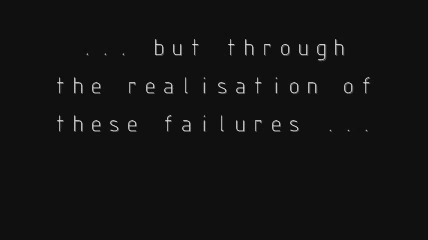 ... but through
the realisation of
these failures ...